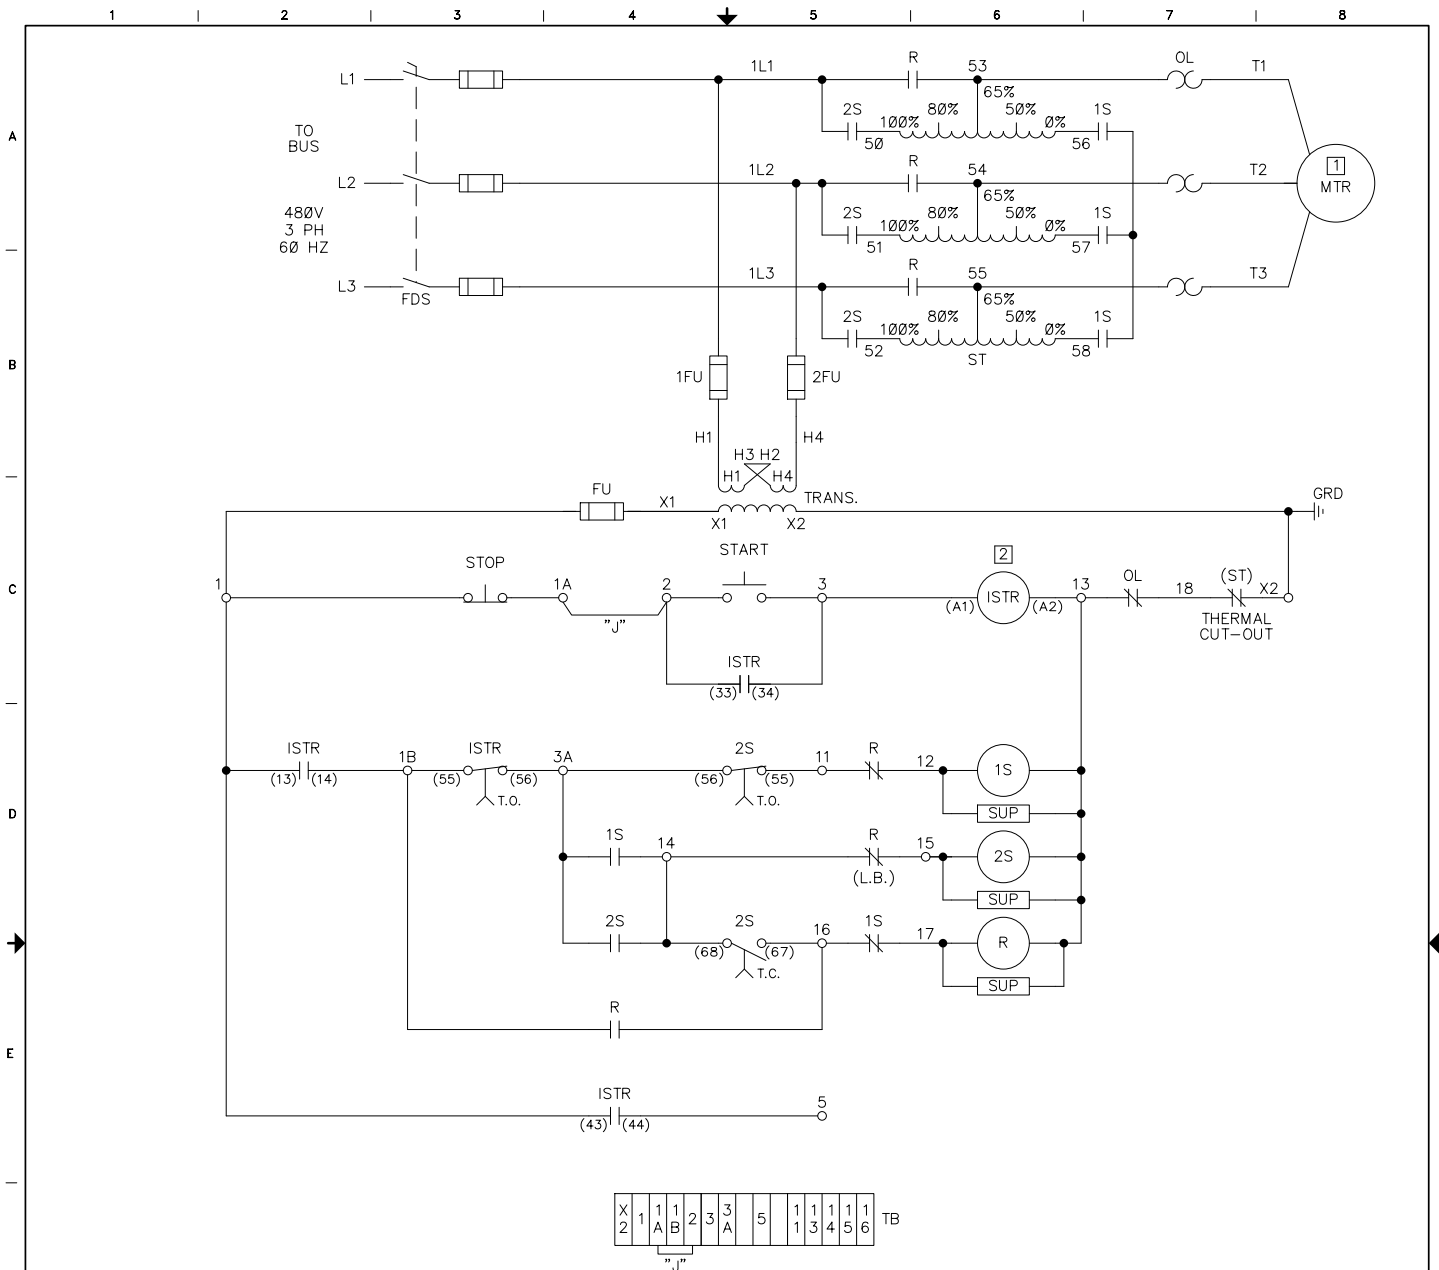 1 2 3 4 5 6 7 8
A
B
C
D
E
L1
1L1
R
53
OL
T1
65%
TO
BUS
2S
100%
80%
50%
0%
1S
50
56
L2
1L2
R
54
T2
1
MTR
65%
480V
3 PH
60 HZ
2S
100%
80%
50%
0%
1S
51
57
L3
FDS
1L3
R
55
T3
65%
2S
100%
80%
50%
0%
1S
52
ST
58
1FU
2FU
H1
H4
H3 H2
H1
H4
FU
X1
X1
X2
TRANS.
GRD
1
STOP
1A
"J"
2
START
3
2
(A1)
ISTR
(A2)
13
OL
18
(ST)
X2
THERMAL
CUT-OUT
ISTR
(33) (34)
ISTR
(13) (14)
1B
ISTR
(55) (56)
T.O.
3A
2S
(56) (55)
T.O.
11
R
12
1S
SUP
1S
14
R
(L.B.)
15
2S
SUP
2S
2S
(68) (67)
T.C.
16
1S
17
R
SUP
R
ISTR
(43) (44)
5
X2 1 1A 1B 2 3 3A 5 11 13 14 15 16 TB
"J"